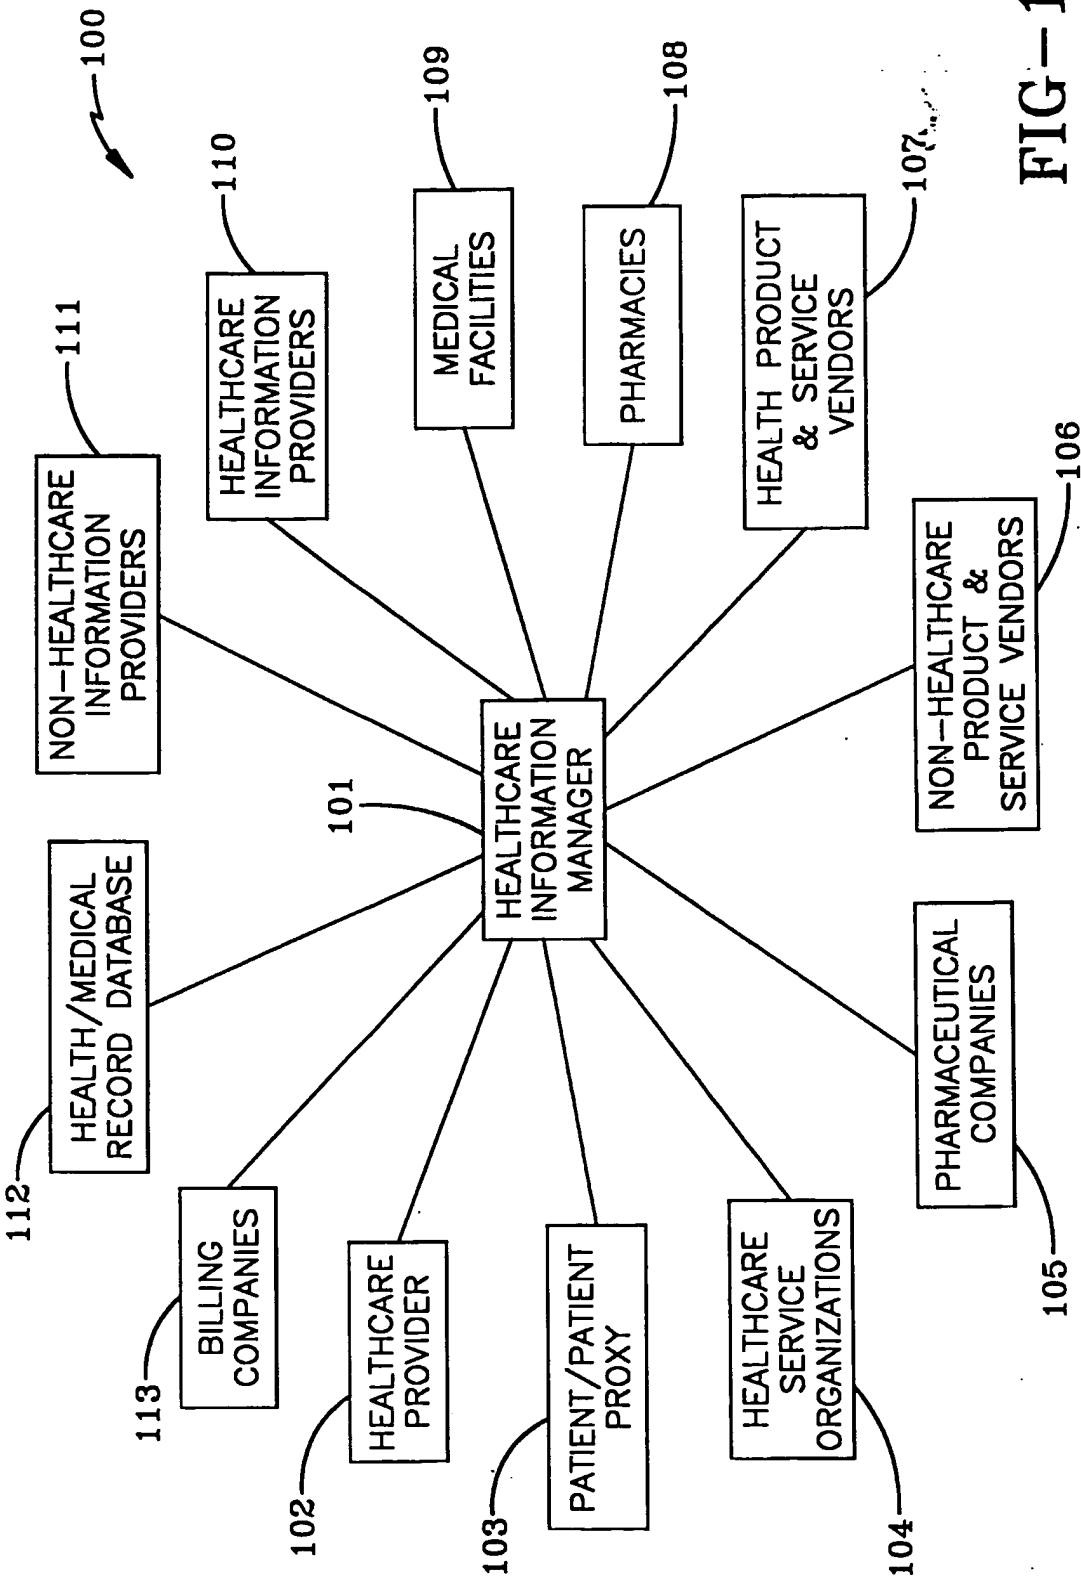 100
112
HEALTH/MEDICAL
RECORD DATABASE
111
NON-HEALTHCARE
INFORMATION
PROVIDERS
110
HEALTHCARE
INFORMATION
PROVIDERS
113
BILLING
COMPANIES
101
109
MEDICAL
FACILITIES
102
HEALTHCARE
PROVIDER
HEALTHCARE
INFORMATION
MANAGER
108
PHARMACIES
103
PATIENT/PATIENT
PROXY
107
HEALTH PRODUCT
& SERVICE
VENDORS
104
HEALTHCARE
SERVICE
ORGANIZATIONS
105
PHARMACEUTICAL
COMPANIES
106
NON-HEALTHCARE
PRODUCT &
SERVICE VENDORS
FIG-1